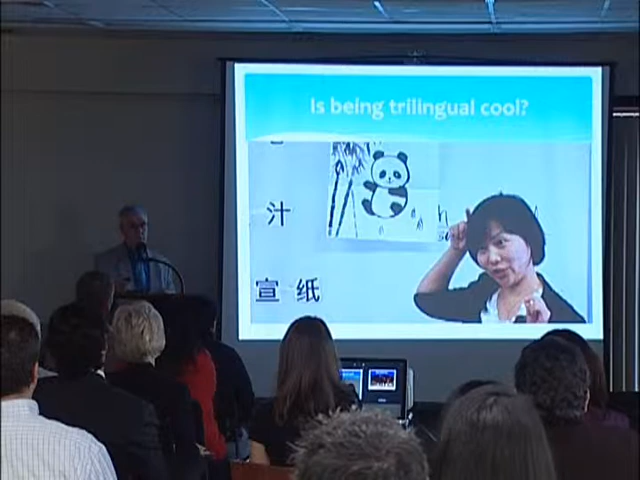 Is being trilingual cool?
汁
宣 纸